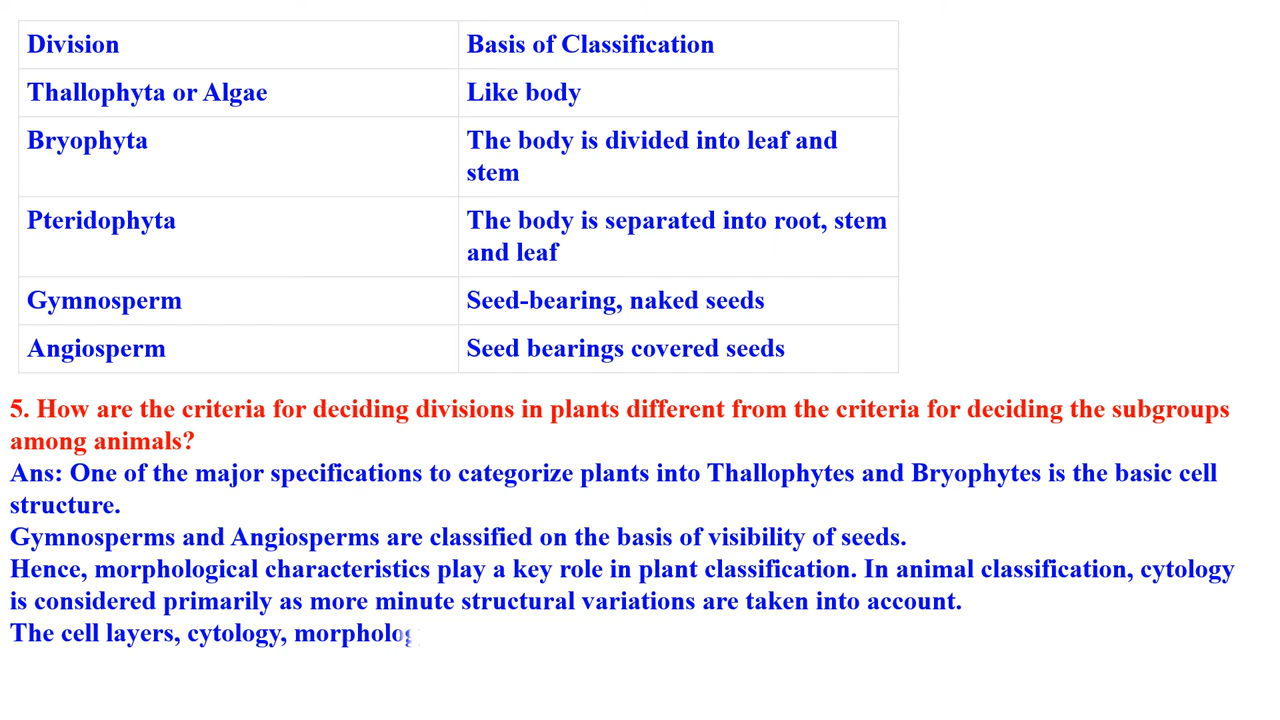 Division Basis of Classification
Thallophyta or Algae Like body
Bryophyta The body is divided into leaf and
stem
Pteridophyta The body is separated into root, stem
and leaf
Gymnosperm Seed-bearing, naked seeds
Angiosperm Seed bearings covered seeds
5. How are the criteria for deciding divisions in plants different from the criteria for deciding the subgroups
among animals?
Ans: One of the major specifications to categorize plants into Thallophytes and Bryophytes is the basic cell
structure.
Gymnosperms and Angiosperms are classified on the basis of visibility of seeds.
Hence, morphological characteristics play a key role in plant classification. In animal classification, cytology
is considered primarily as more minute structural variations are taken into account.
The cell layers, cytology,